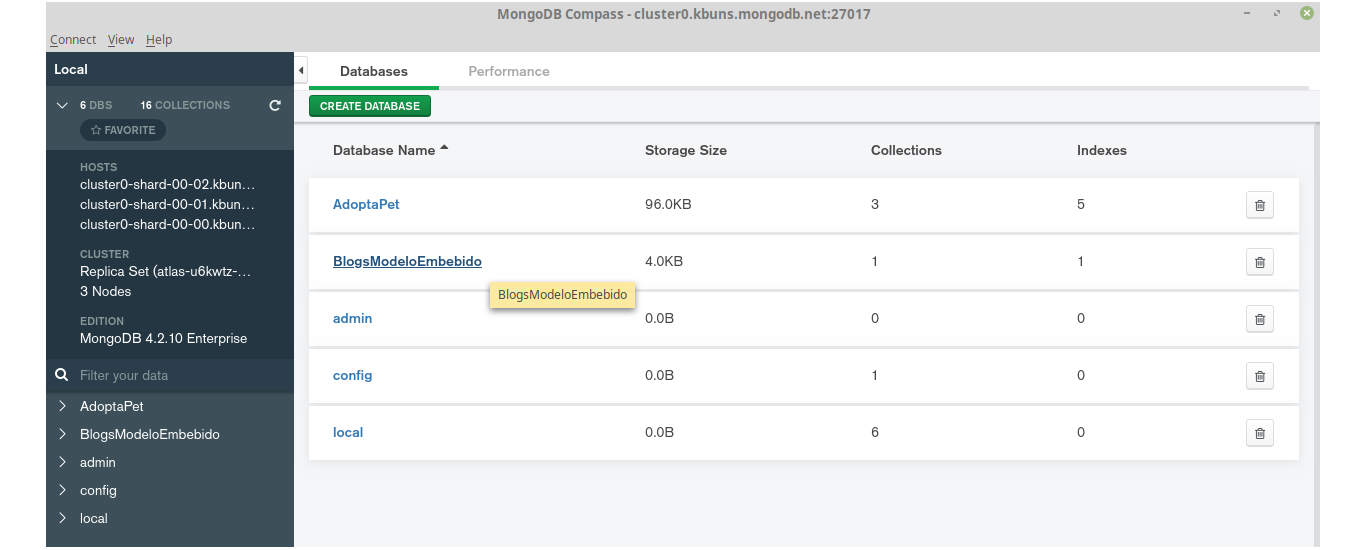 MongoDB Compass - cluster0.kbuns.mongodb.net:27017
Connect View Help
Local
6 DBS 16 COLLECTIONS
FAVORITE
HOSTS
cluster0-shard-00-02.kbun...
cluster0-shard-00-01.kbun...
cluster0-shard-00-00.kbun...
CLUSTER
Replica Set (atlas-u6kwtz-...
3 Nodes
EDITION
MongoDB 4.2.10 Enterprise
Filter your data
AdoptaPet
BlogsModeloEmbebido
admin
config
local
Databases Performance
CREATE DATABASE
Database Name Storage Size Collections Indexes
AdoptaPet 96.0KB 3 5
BlogsModeloEmbebido 4.0KB 1 1
BlogsModeloEmbebido
admin 0.0B 0 0
config 0.0B 1 0
local 0.0B 6 0